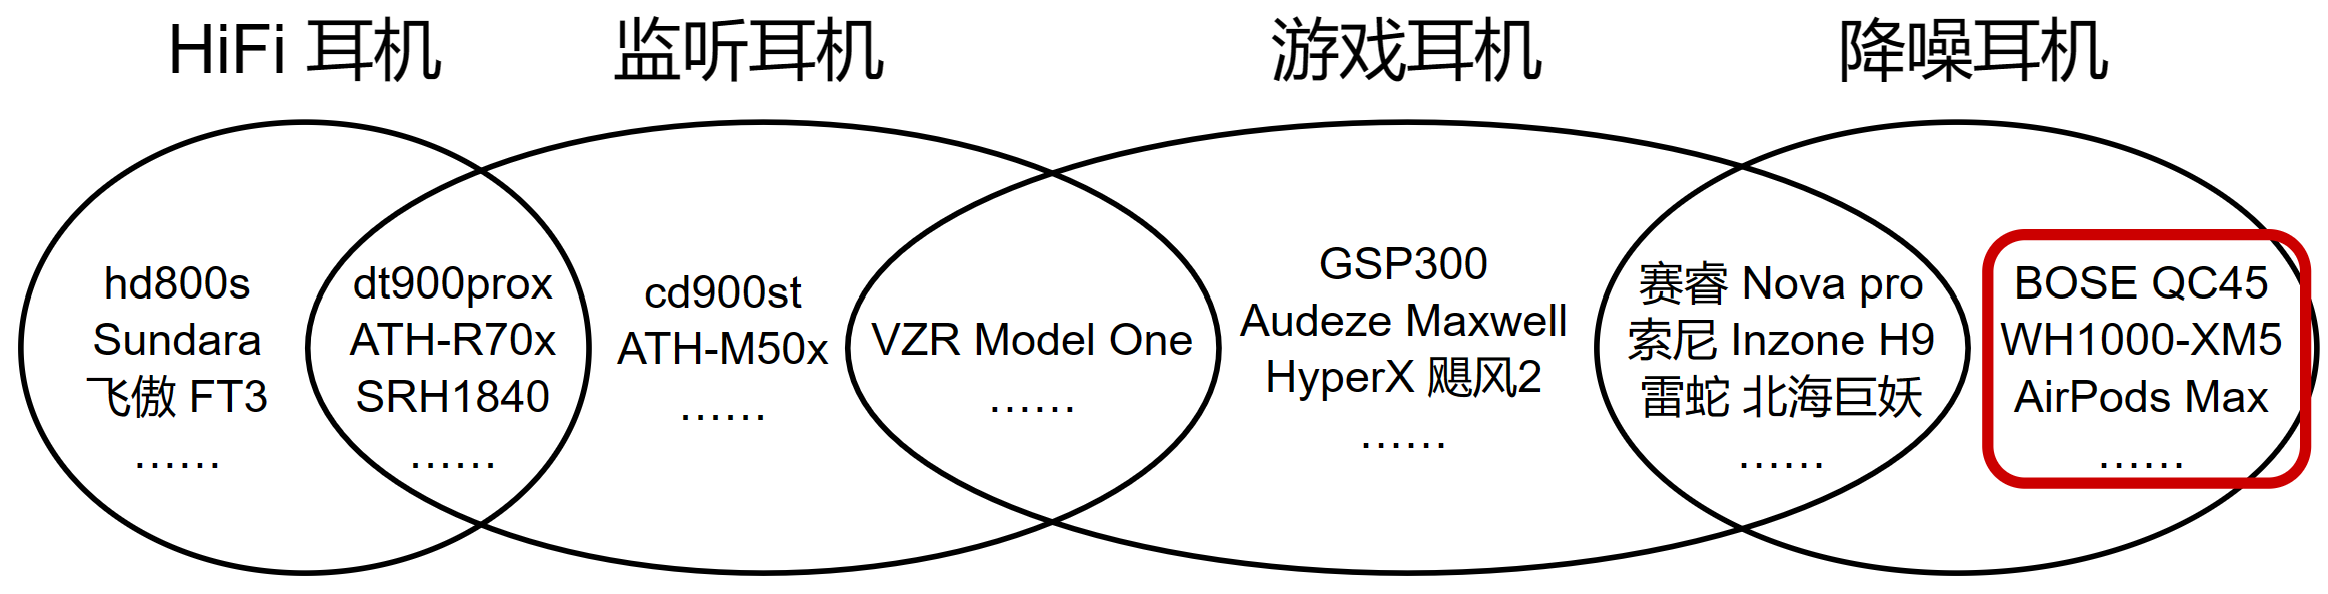 HiFi 耳机
监听耳机
游戏耳机
降噪耳机
hd800s
Sundara
飞傲 FT3
……
dt900prox
ATH-R70x
SRH1840
……
cd900st
ATH-M50x
……
VZR Model One
……
GSP300
Audeze Maxwell
HyperX 飓风2
……
赛睿 Nova pro
索尼 Inzone H9
雷蛇 北海巨妖
……
BOSE QC45
WH1000-XM5
AirPods Max
……